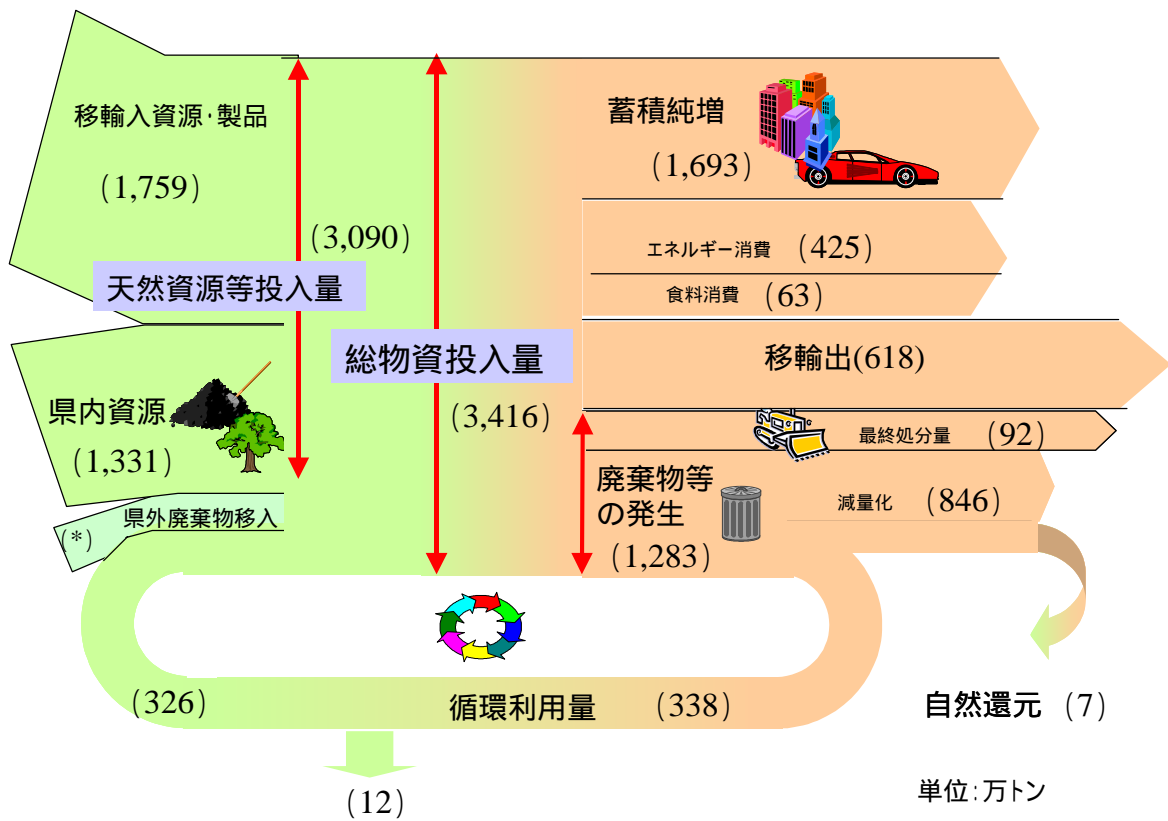 移輸入資源・製品
(1,759)
(3,090)
天然資源等投入量
県内資源
(1,331)
県外廃棄物移入
(*)
総物資投入量
(3,416)
蓄積純増
(1,693)
エネルギー消費 (425)
食料消費 (63)
移輸出(618)
最終処分量 (92)
廃棄物等
の発生
(1,283)
減量化 (846)
(326)
循環利用量 (338)
自然還元 (7)
(12)
単位:万トン